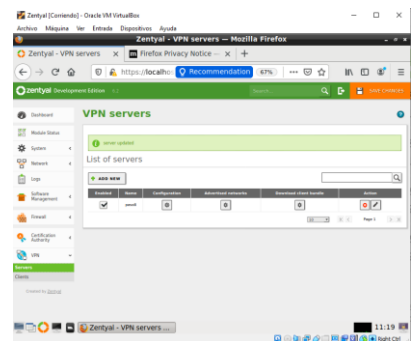 Zentyal [Corriendo] - Oracle VM VirtualBox
Archivo Máquina Ver Entrada Dispositivos Ayuda
Zentyal - VPN servers — Mozilla Firefox
Zentyal - VPN servers
Firefox Privacy Notice —
https://localho
Recommendation
67%
zentyal Development Edition
Search
SAVE CHANGES
Dashboard
Module Status
System
Network
Logs
Software Management
Firewall
Certification Authority
VPN
Servers
Clients
Created by Zentyal
VPN servers
server updated
List of servers
+ ADD NEW
Enabled Name Configuration Advertised networks Download client bundle Action
Page 1
Zentyal - VPN servers ...
11:19
Right Ctrl